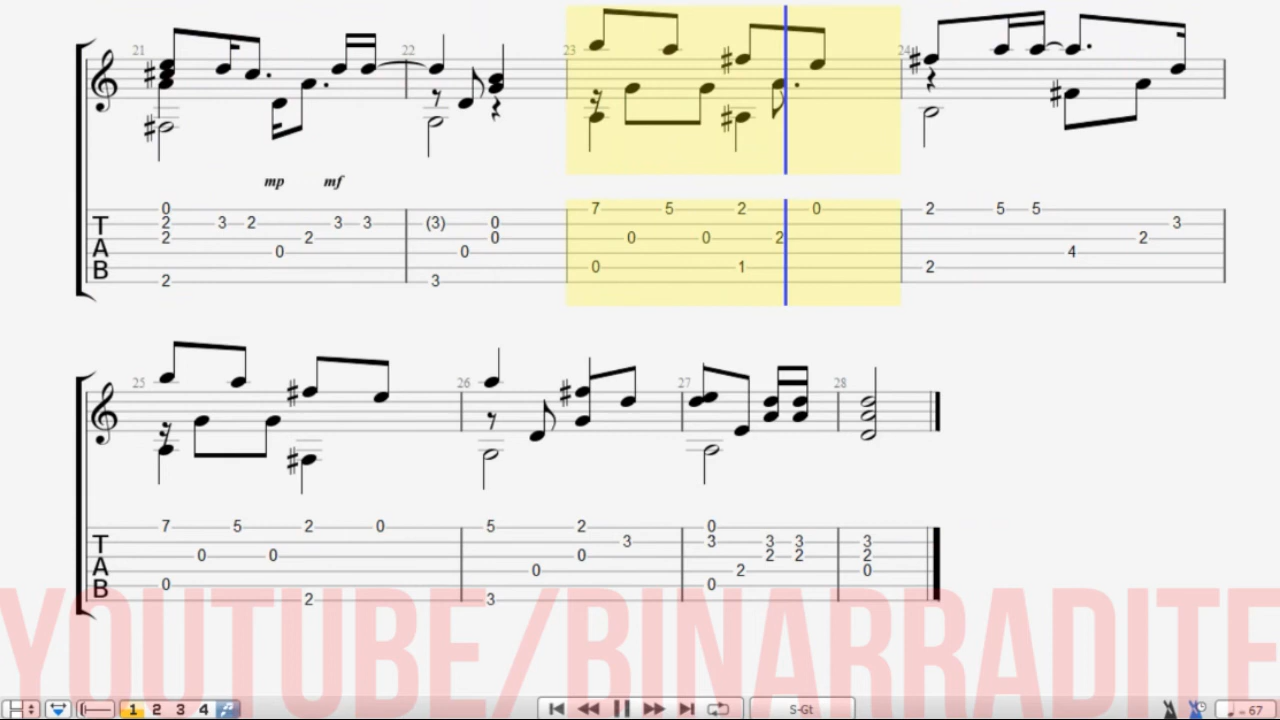 21 22 23 24
mp mf
0 7 5 2 0 2 5 5
T 2 3 2 3 3 (3) 0 3
2 2 0 0 0 2 2
A 0 0 4
B 0 1 2
2 3
25 26 27 28
7 5 2 0 5 2 0
T 3 3 3 3 3
0 0 0 2 2 2
A 0 2 0
B 0 0
2 3
YOUTUBE/BINARRADITE
1 2 3 4 S-Gt = 67